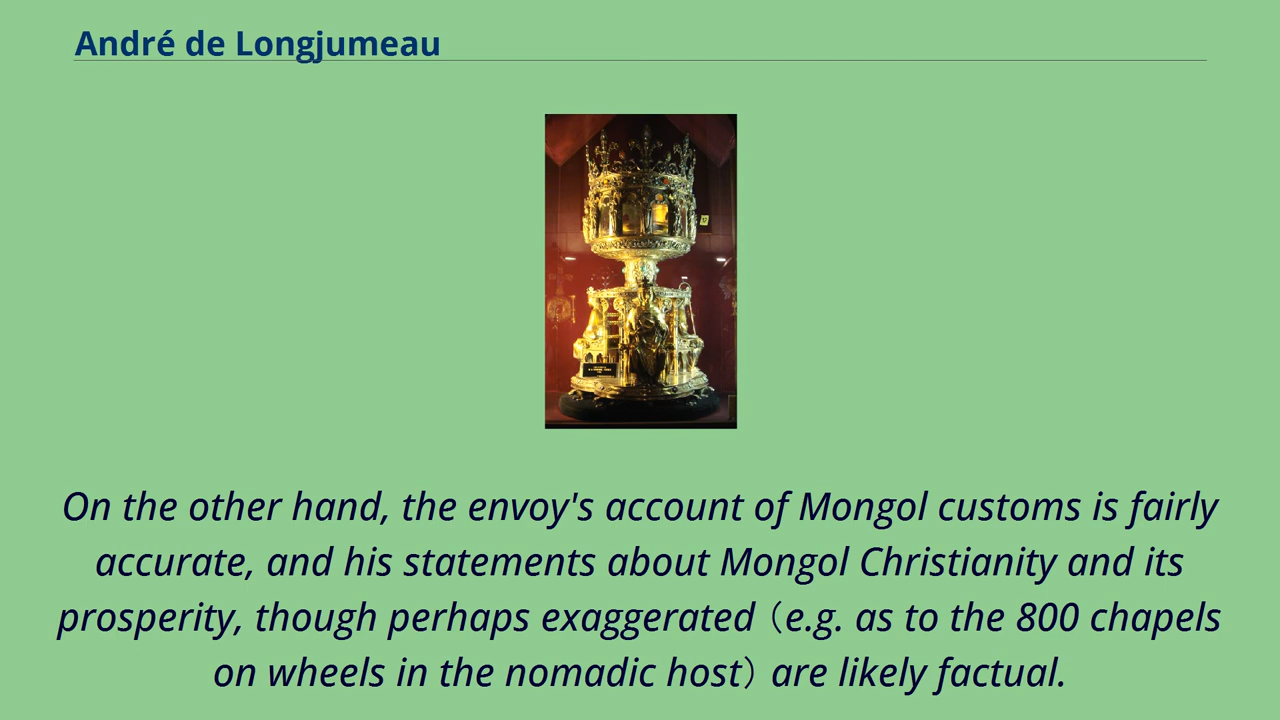 André de Longjumeau
On the other hand, the envoy's account of Mongol customs is fairly
accurate, and his statements about Mongol Christianity and its
prosperity, though perhaps exaggerated（e.g. as to the 800 chapels
on wheels in the nomadic host）are likely factual.